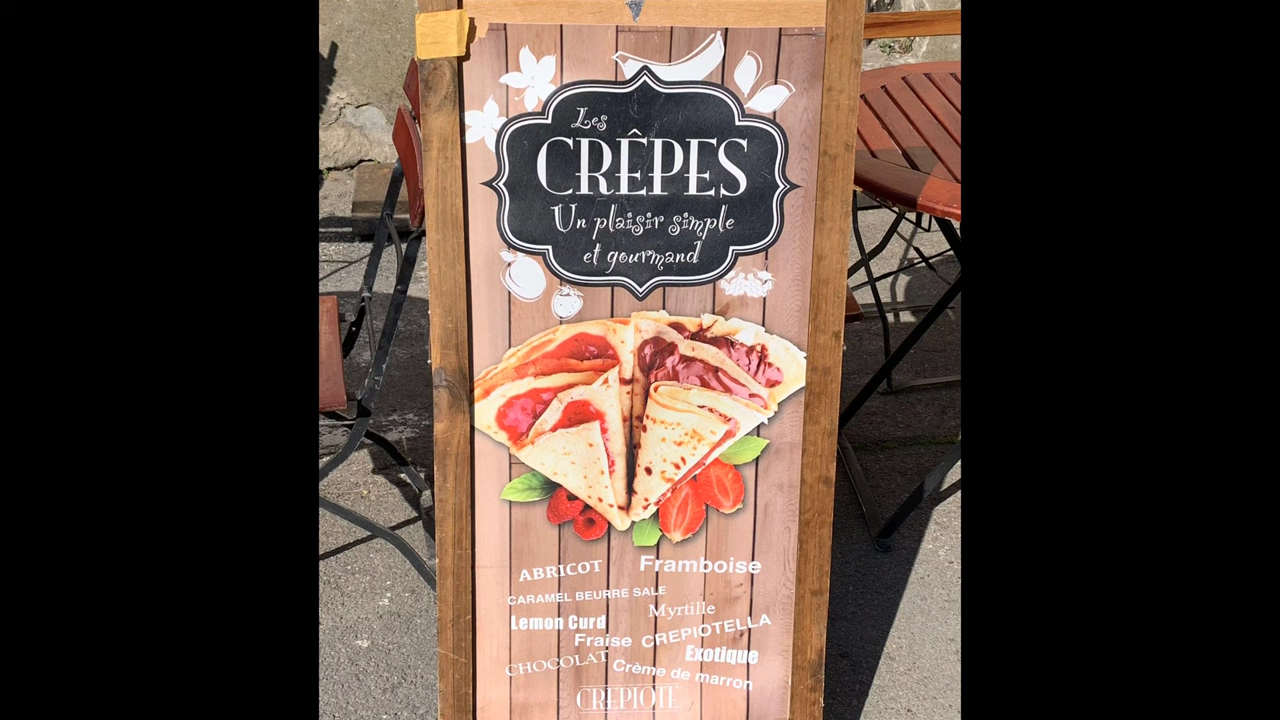 Les
CRÊPES
Un plaisir simple
et gourmand
ABRICOT Framboise
CARAMEL BEURRE SALE
Myrtille
Lemon Curd
Fraise CREPIOTELLA
CHOCOLAT Exotique
Crème de marron
CREPIOTE